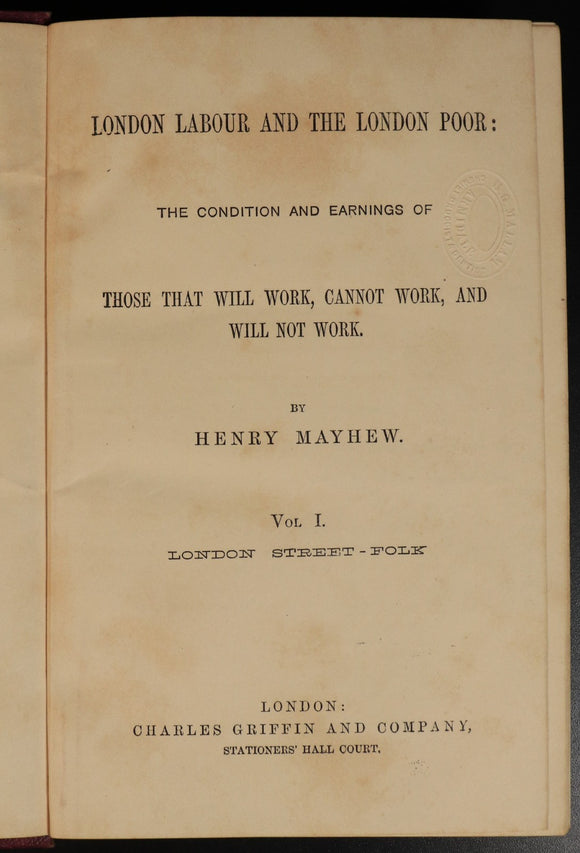 LONDON LABOUR AND THE LONDON POOR:
THE CONDITION AND EARNINGS OF
THOSE THAT WILL WORK, CANNOT WORK, AND
WILL NOT WORK.
BY
HENRY MAYHEW.
VOL I.
LONDON STREET-FOLK
LONDON:
CHARLES GRIFFIN AND COMPANY,
STATIONERS' HALL COURT.